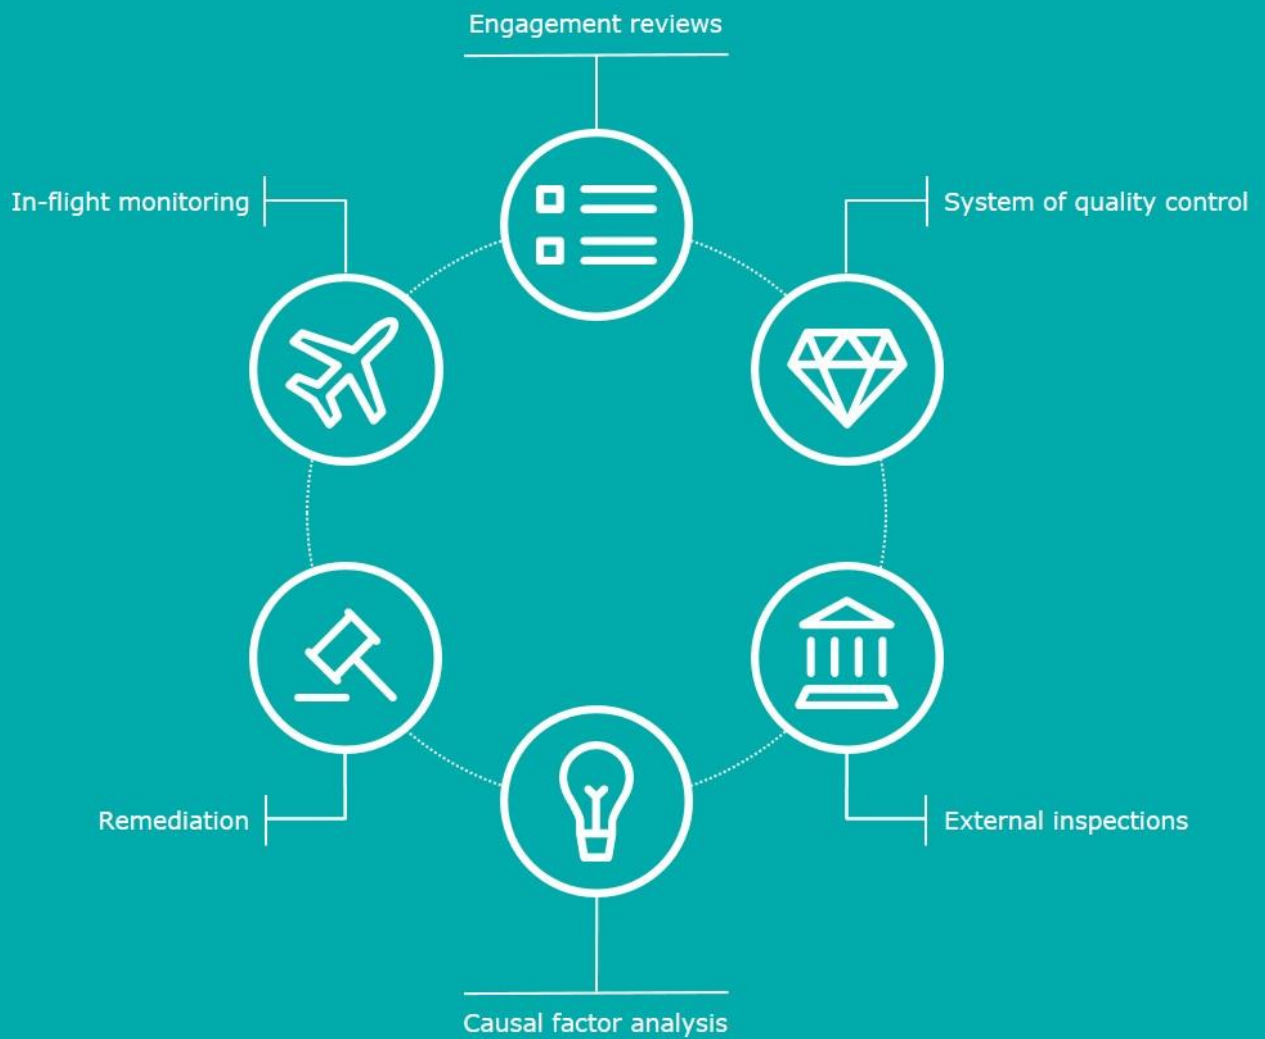 Engagement reviews
In-flight monitoring
System of quality control
Remediation
External inspections
Causal factor analysis